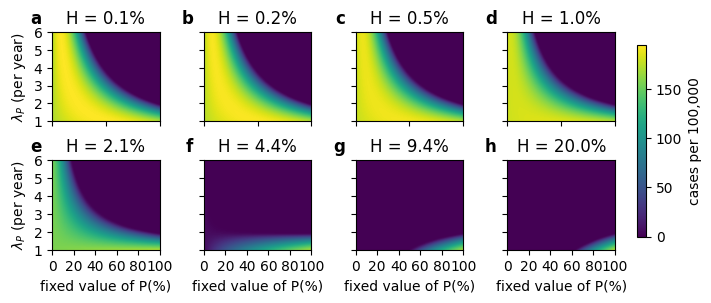 a H = 0.1% b H = 0.2% c H = 0.5% d H = 1.0%
6
5
4
3
2
1
λP (per year)
150
100
50
0
cases per 100,000
e H = 2.1% f H = 4.4% g H = 9.4% h H = 20.0%
6
5
4
3
2
1
λP (per year)
0 20 40 60 80 100 0 20 40 60 80 100 0 20 40 60 80 100 0 20 40 60 80 100
fixed value of P(%) fixed value of P(%) fixed value of P(%) fixed value of P(%)